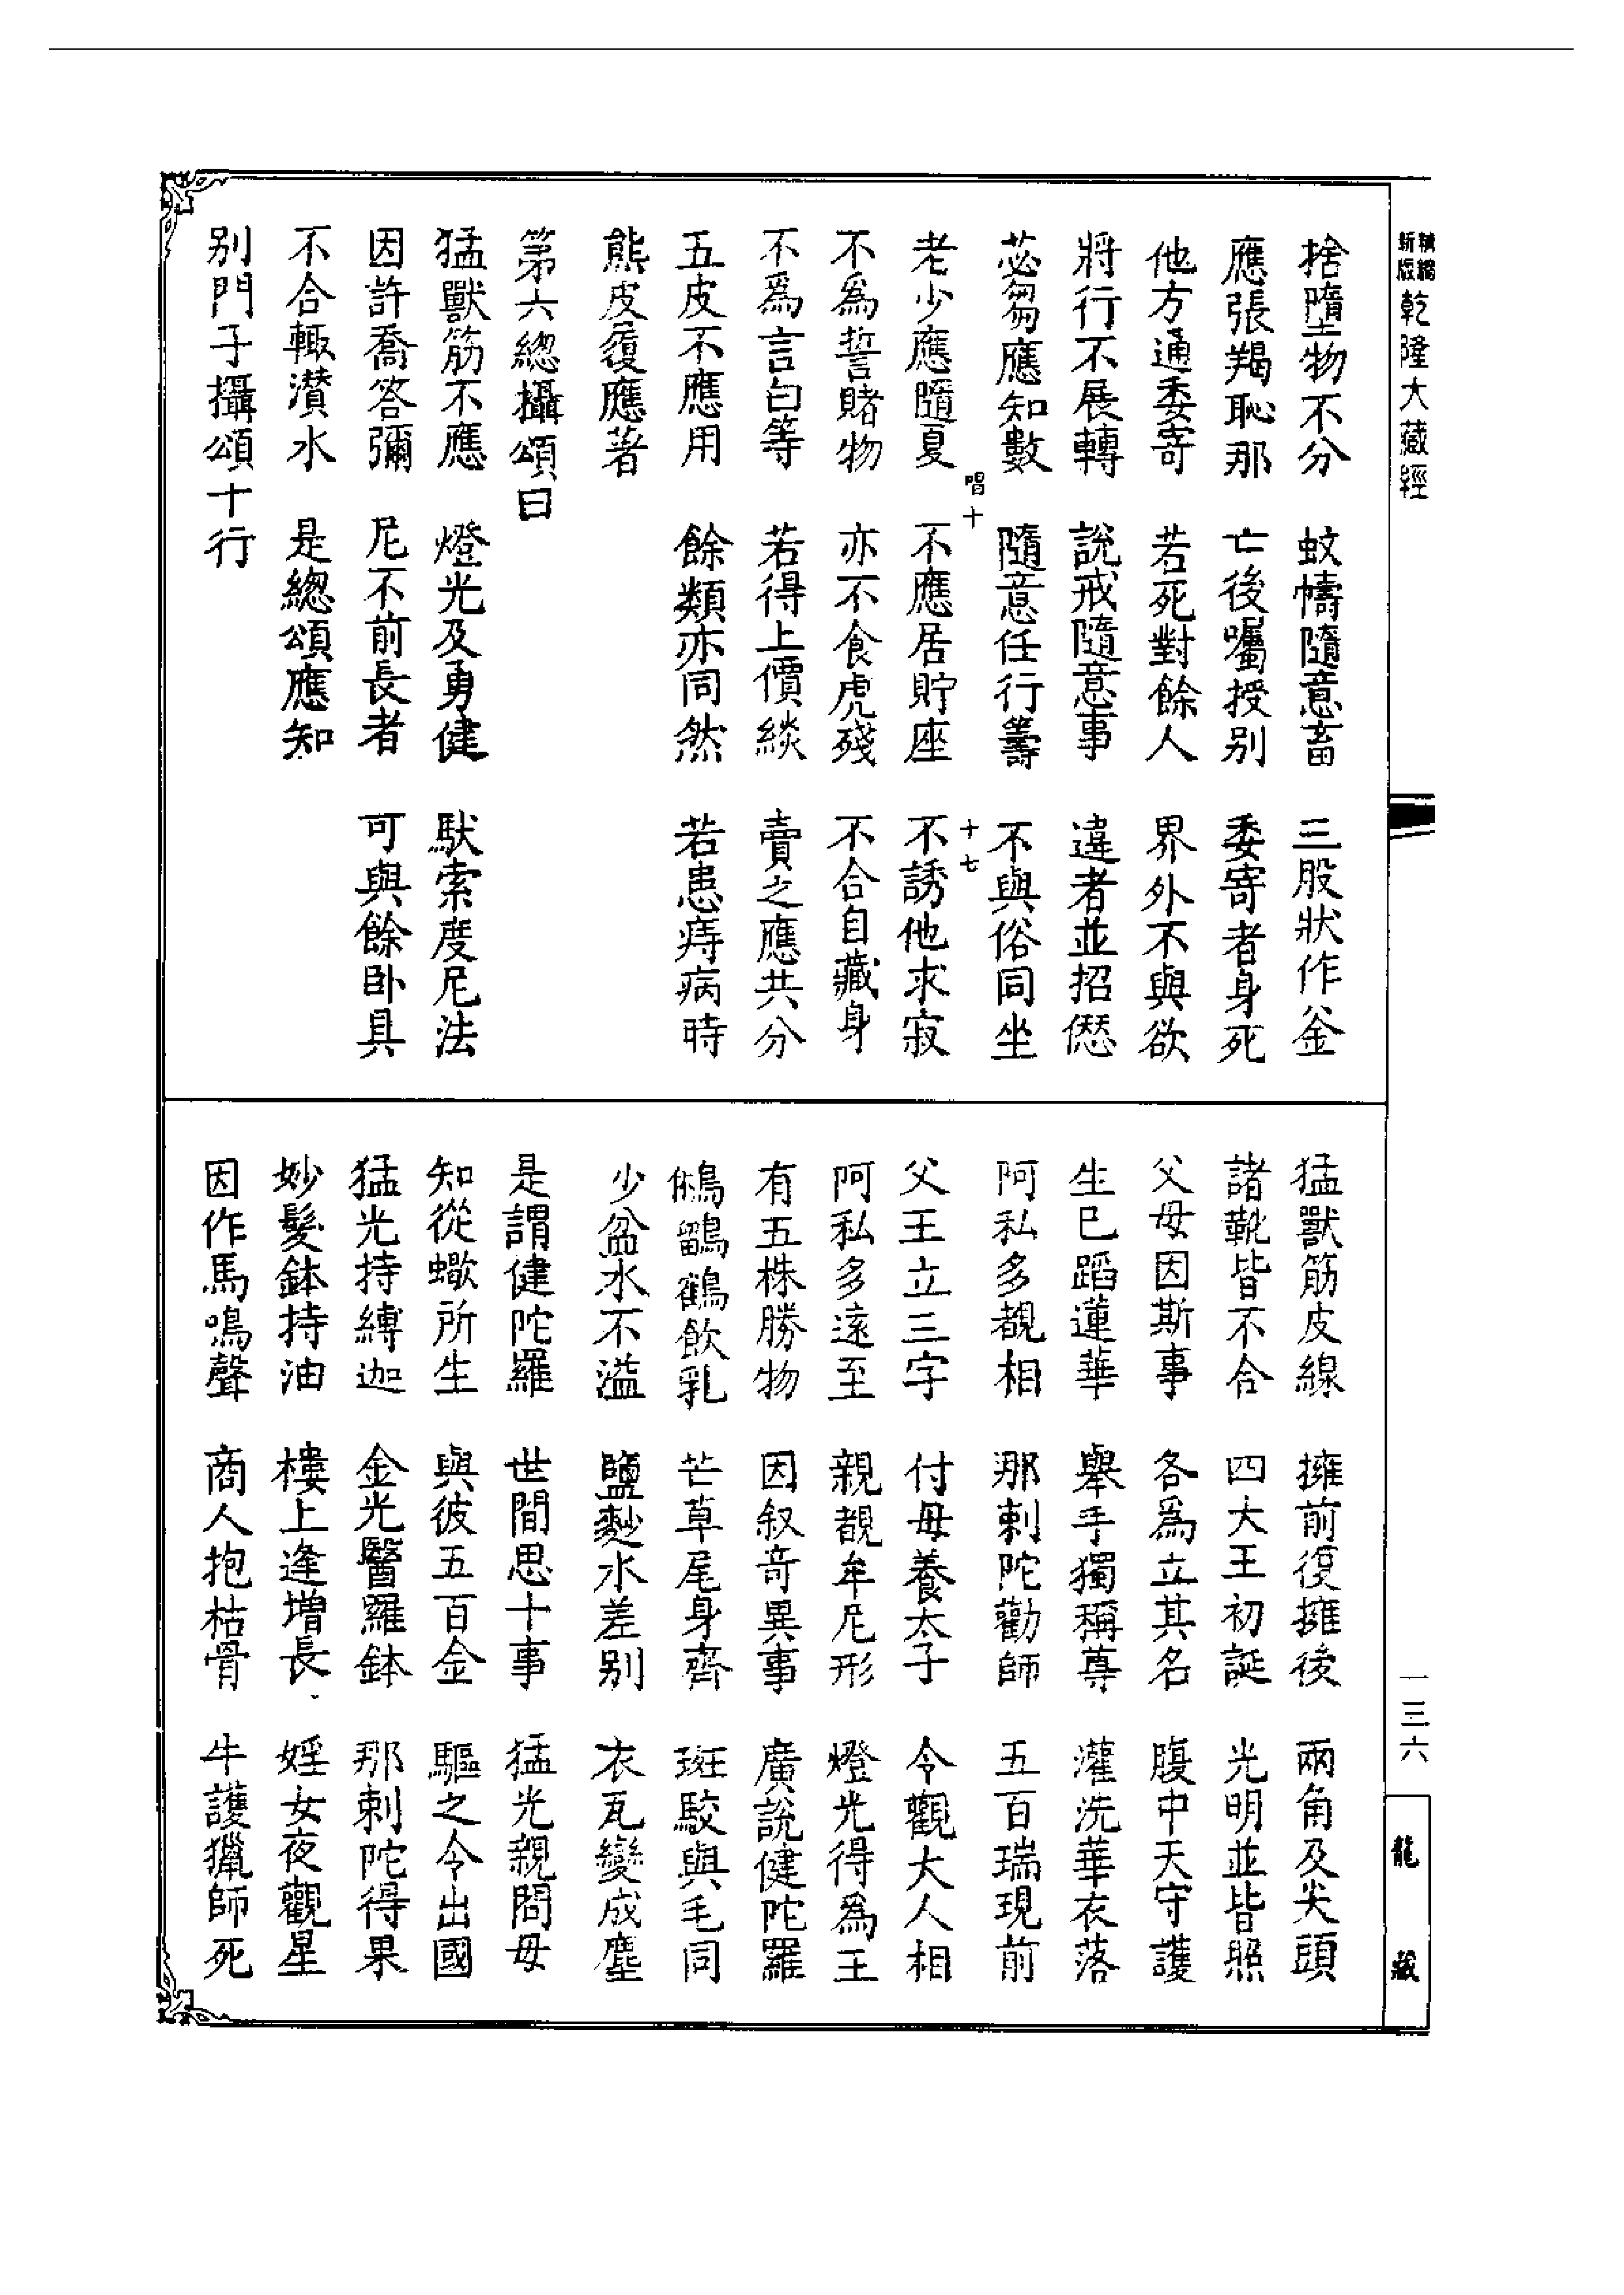 新版 精縮 乾隆大藏經
捨墮物不分 蚊幬隨意畜 三股狀作釜
應張羯恥那 亡後囑授別 委寄者身死
他方通委寄 若死對餘人 界外不與欲
將行不展轉 說戒隨意事 違者並招愆
苾芻應知數 隨意任行籌 不與俗同坐
唱十 十七
老少應隨夏 不應居貯座 不誘他求寂
不為誓賭物 亦不食虎殘 不合自藏身
不為言白等 若得上價緂 賣之應共分
五皮不應用 餘類亦同然 若患痔病時
熊皮履應著
第六總攝頌曰
猛獸筋不應 燈光及勇健 馱索度尼法
因許喬答彌 尼不前長者 可與餘臥具
不合輙濽水 是總頌應知
別門子攝頌十行
猛獸筋皮線 擁前復擁後 兩角及尖頭
諸靴皆不合 四大王初誕 光明並皆照
父母因斯事 各為立其名 腹中天守護
生已蹈蓮華 舉手獨稱尊 灌洗華衣落
阿私多覩相 那剌陀勸師 五百瑞現前
父王立三字 付母養太子 令觀大人相
阿私多遠至 親覩牟尼形 燈光得為王
有五株勝物 因叙奇異事 廣說健陀羅
鵂鶹鶴飲乳 芒草尾身齊 斑駮與毛同
少盆水不溢 鹽麨水差別 衣瓦變成塵
是謂健陀羅 世間思十事 猛光親問母
知從蠍所生 與彼五百金 驅之令出國
猛光持縛迦 金光醫羅鉢 那剌陀得果
妙髮鉢持油 樓上逢增長 婬女夜觀星
因作馬鳴聲 商人抱枯骨 牛護獵師死
一三六
龍藏